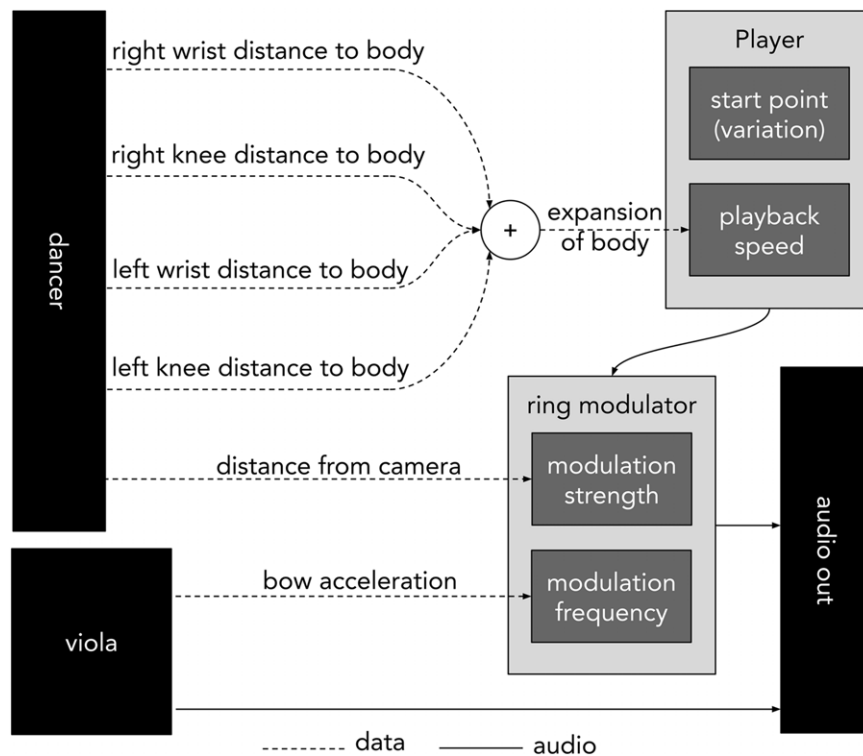 right wrist distance to body
right knee distance to body
left wrist distance to body
left knee distance to body
dancer
+
expansion
of body
Player
start point
(variation)
playback
speed
ring modulator
distance from camera
modulation
strength
bow acceleration
modulation
frequency
viola
audio out
data
audio